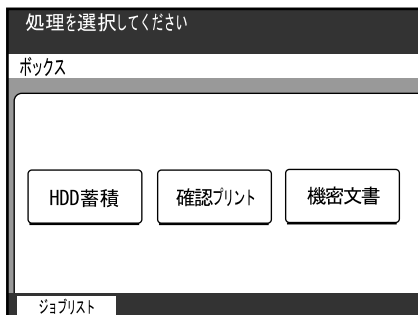 処理を選択してください
ボックス
HDD蓄積
確認プリント
機密文書
ジョブリスト